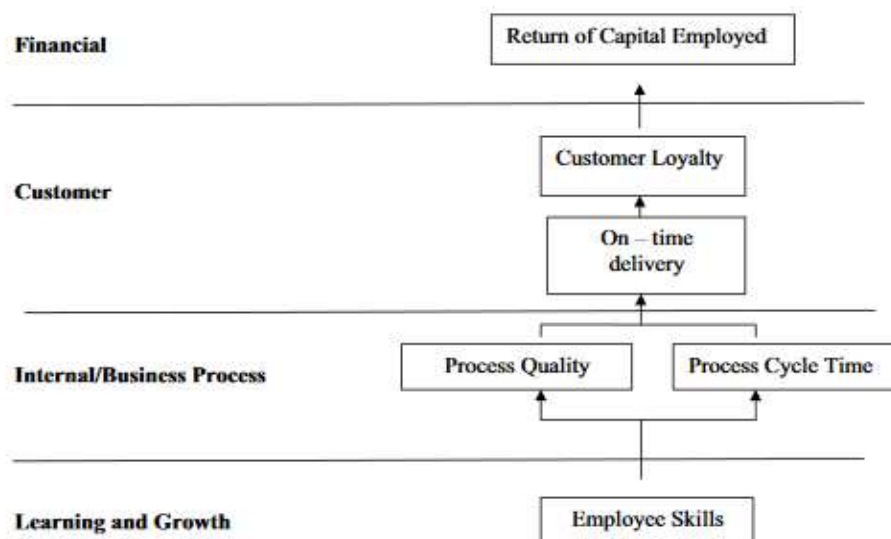 Financial
Return of Capital Employed
Customer Loyalty
Customer
On – time
delivery
Internal/Business Process
Process Quality
Process Cycle Time
Learning and Growth
Employee Skills